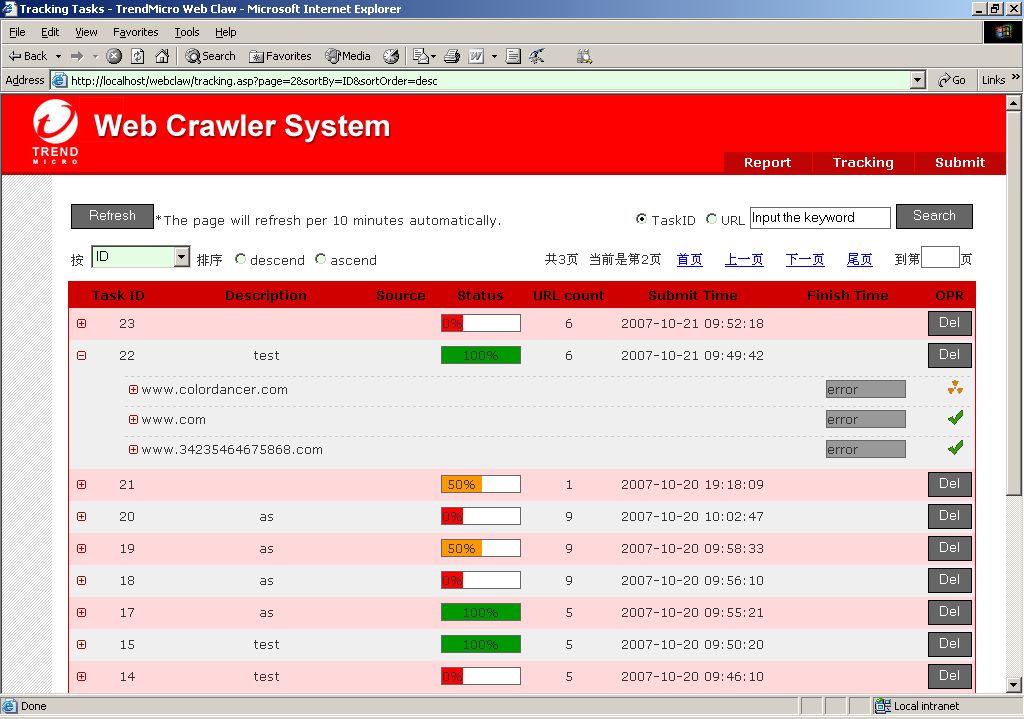 Tracking Tasks - TrendMicro Web Claw - Microsoft Internet Explorer
File Edit View Favorites Tools Help
Back Search Favorites Media
Address http://localhost/webclaw/tracking.asp?page=2&sortBy=ID&sortOrder=desc Go Links »
TREND MICRO
Web Crawler System
Report Tracking Submit
Refresh *The page will refresh per 10 minutes automatically. TaskID URL Input the keyword Search
按 ID 排序 descend ascend 共3页 当前是第2页 首页 上一页 下一页 尾页 到第 页
Task ID Description Source Status URL count Submit Time Finish Time OPR
23 0% 6 2007-10-21 09:52:18 Del
22 test 100% 6 2007-10-21 09:49:42 Del
www.colordancer.com error
www.com error
www.34235464675868.com error
21 50% 1 2007-10-20 19:18:09 Del
20 as 0% 9 2007-10-20 10:02:47 Del
19 as 50% 9 2007-10-20 09:58:33 Del
18 as 0% 9 2007-10-20 09:56:10 Del
17 as 100% 5 2007-10-20 09:55:21 Del
15 test 100% 5 2007-10-20 09:50:20 Del
14 test 0% 5 2007-10-20 09:46:10 Del
Done Local intranet